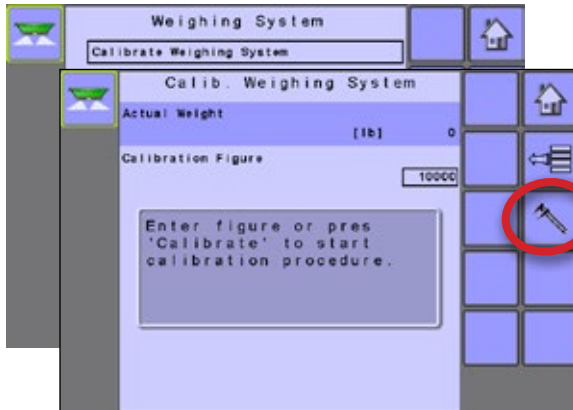 Weighing System
Calibrate Weighing System
Calib. Weighing System
Actual Weight
[lb] 0
Calibration Figure
10000
Enter figure or pres
'Calibrate' to start
calibration procedure.